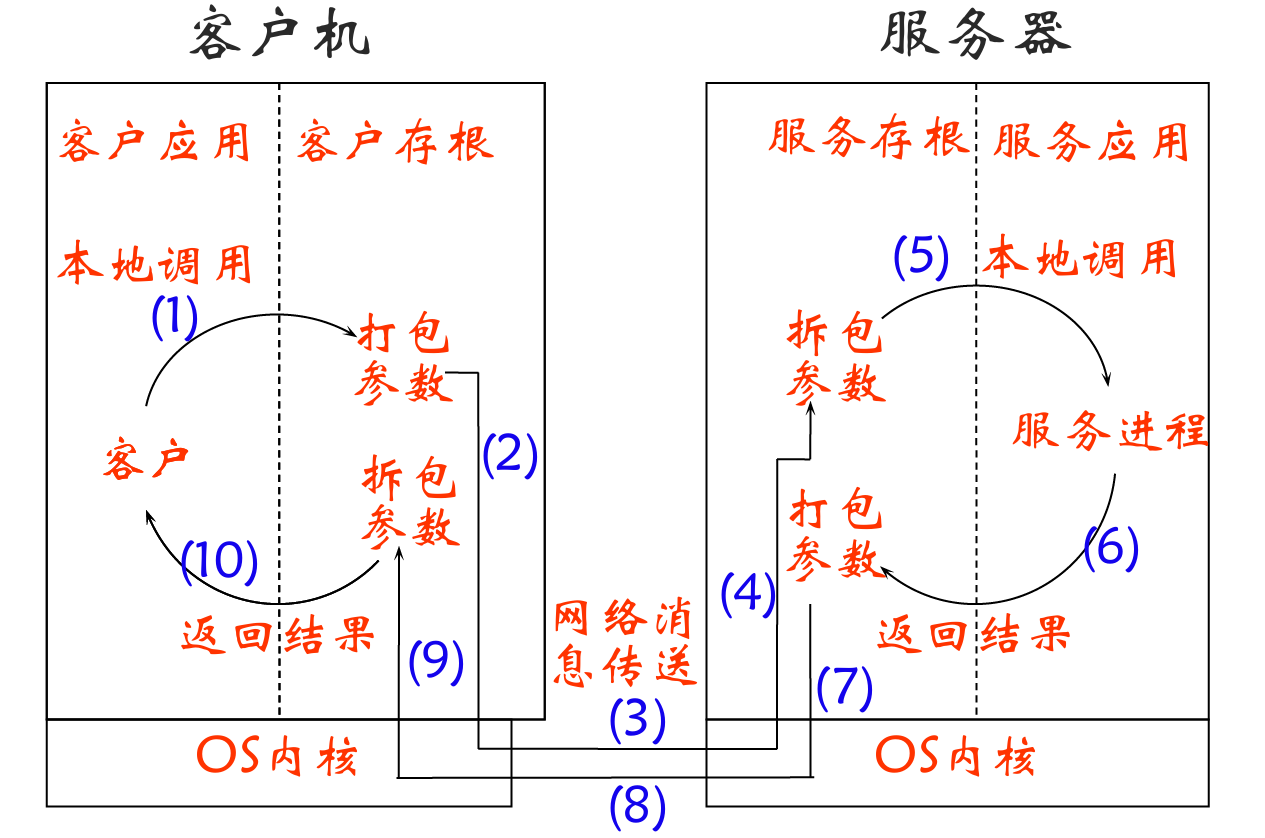 客户机
服务器
客户应用
客户存根
服务存根
服务应用
本地调用
(1)
打包
参数
(2)
客户
拆包
参数
(10)
返回结果
(9)
网络消
息传送
(3)
(8)
OS内核
(5)
本地调用
拆包
参数
服务进程
打包
参数
(4)
(6)
返回结果
(7)
OS内核